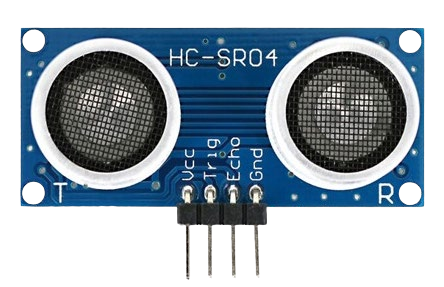 HC-SR04
Vcc
Trig
Echo
Gnd
T
R